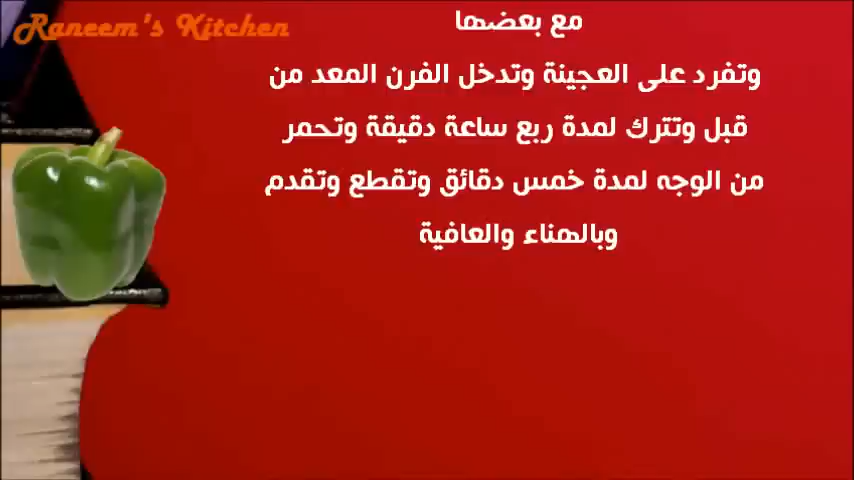 Raneem's Kitchen
مع بعضها
وتفرد على العجينة وتدخل الفرن المعد من
قبل وتترك لمدة ربع ساعة دقيقة وتحمر
من الوجه لمدة خمس دقائق وتقطع وتقدم
وبالهناء والعافية